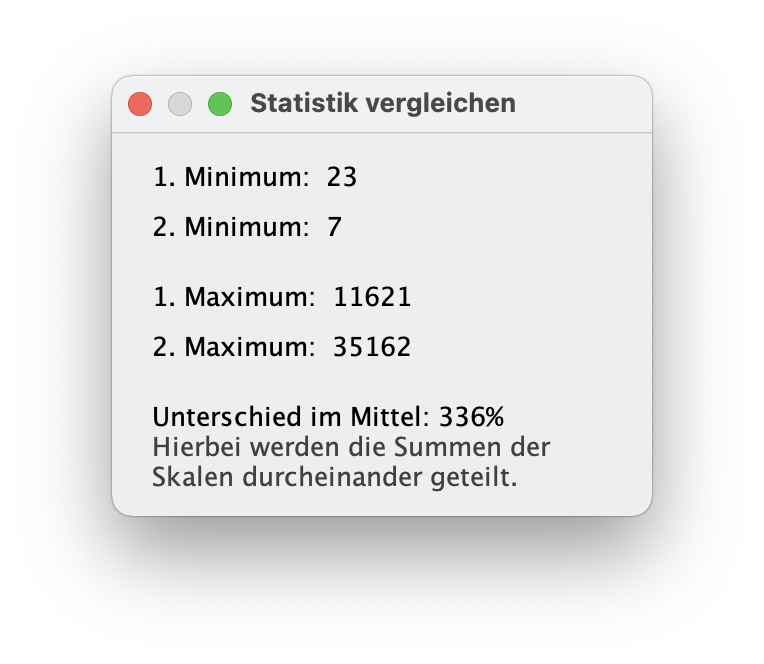 Statistik vergleichen
1. Minimum: 23
2. Minimum: 7
1. Maximum: 11621
2. Maximum: 35162
Unterschied im Mittel: 336%
Hierbei werden die Summen der
Skalen durcheinander geteilt.